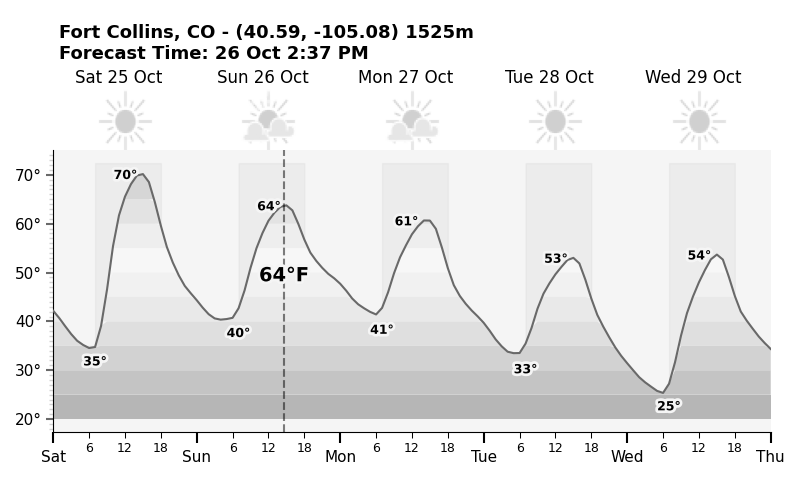 Fort Collins, CO - (40.59, -105.08) 1525m
Forecast Time: 26 Oct 2:37 PM
Sat 25 Oct Sun 26 Oct Mon 27 Oct Tue 28 Oct Wed 29 Oct
70° 70°
64°
60° 61°
53° 54°
50° 64°F
40° 40° 41°
35°
30° 33°
25°
20°
6 12 18 6 12 18 6 12 18 6 12 18 6 12 18
Sat Sun Mon Tue Wed Thu